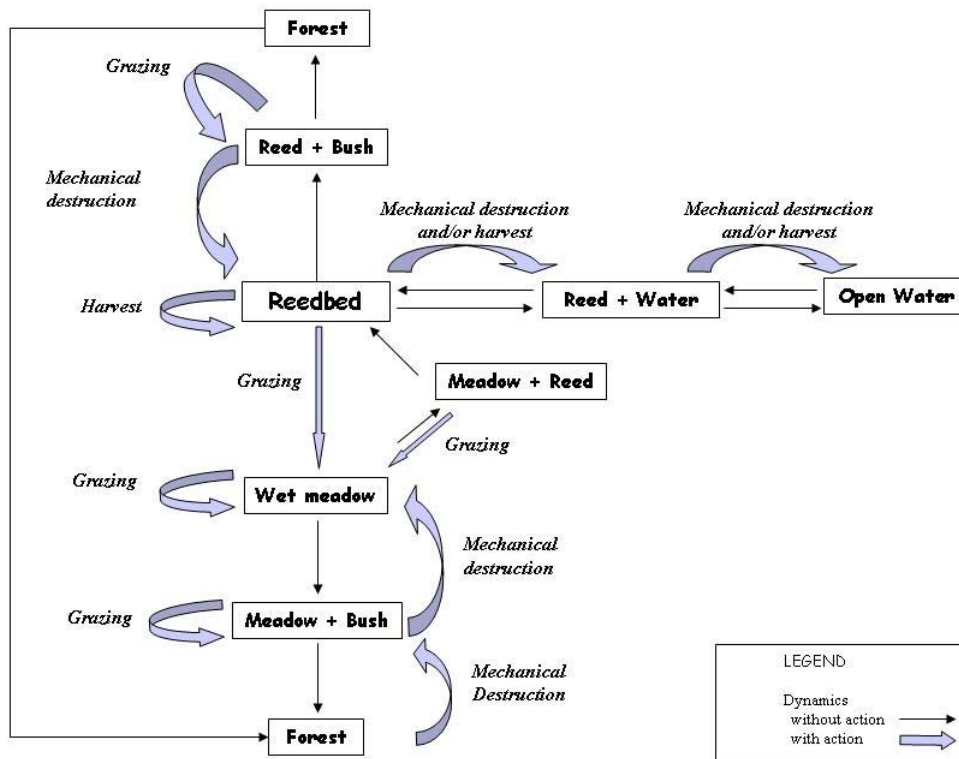 Forest
Grazing
Reed + Bush
Mechanical
destruction
Mechanical destruction
and/or harvest
Mechanical destruction
and/or harvest
Harvest
Reedbed
Reed + Water
Open Water
Grazing
Meadow + Reed
Grazing
Grazing
Wet meadow
Mechanical
destruction
Grazing
Meadow + Bush
Mechanical
Destruction
Forest
LEGEND
Dynamics
without action
with action